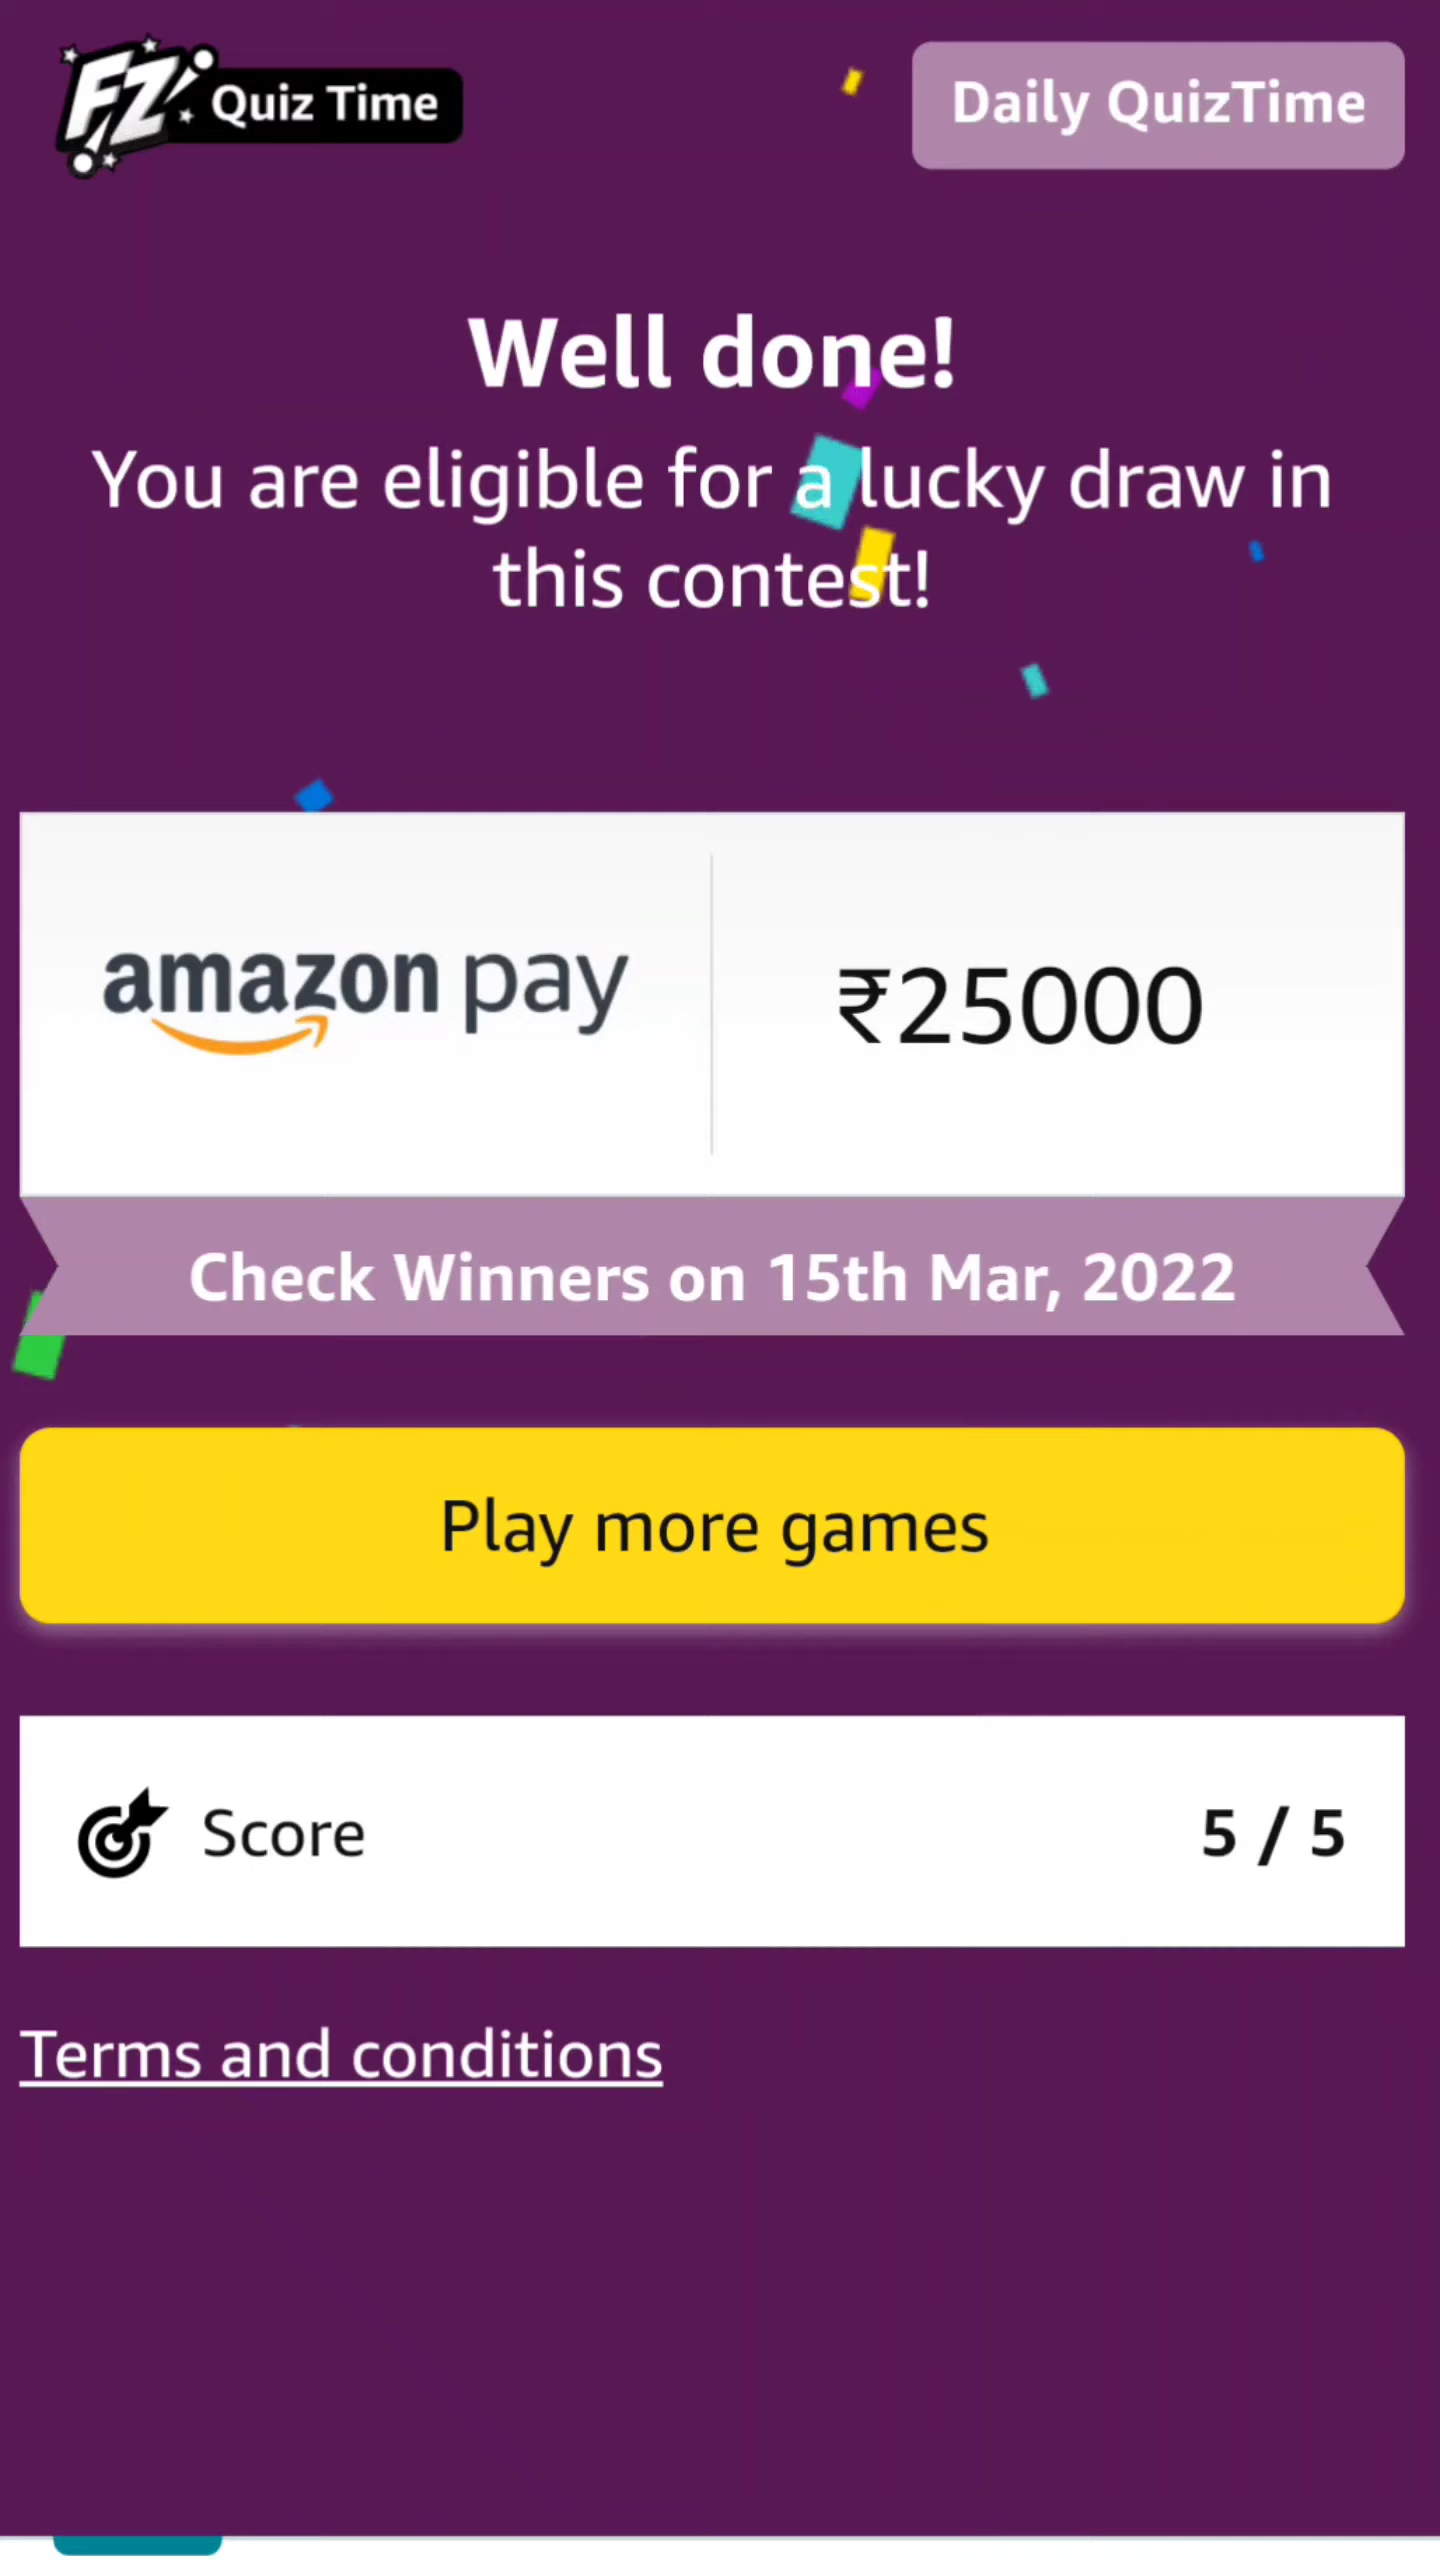 FZ Quiz Time
Daily QuizTime
Well done!
You are eligible for a lucky draw in
this contest!
amazon pay
₹25000
Check Winners on 15th Mar, 2022
Play more games
Score
5 / 5
Terms and conditions